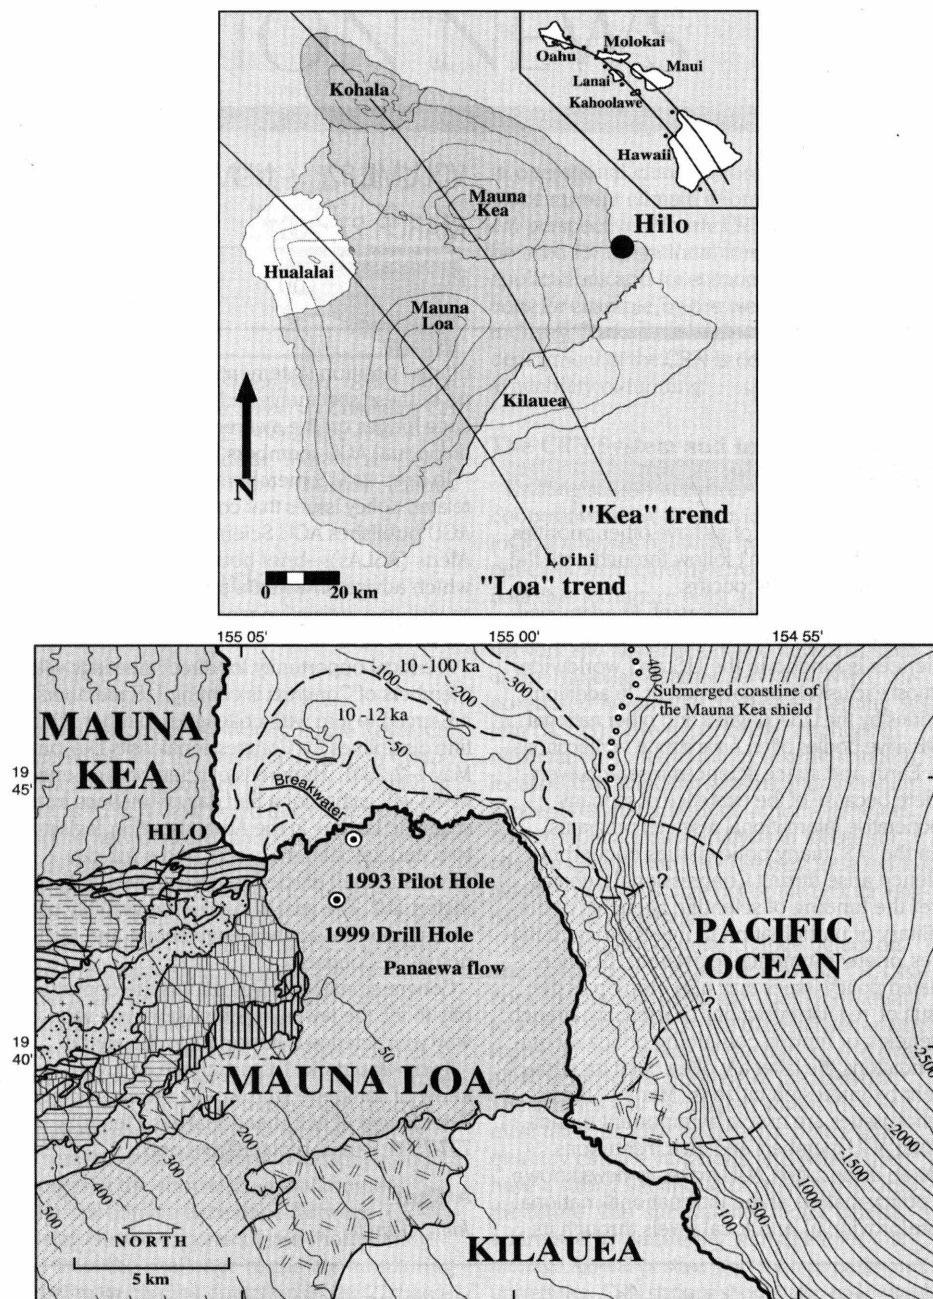 Oahu
Molokai
Maui
Lanai
Kahoolawe
Hawaii
Kohala
Mauna
Kea
Hilo
Hualalai
Mauna
Loa
Kilauea
N
"Kea" trend
Loihi
"Loa" trend
0 20 km
155 05' 155 00' 154 55'
10 -100 ka
-100
-200
-300
400
Submerged coastline of
the Mauna Kea shield
MAUNA
KEA
10 -12 ka
-50
19
45'
Breakwater
HILO
1993 Pilot Hole
?
1999 Drill Hole
PACIFIC
OCEAN
Panaewa flow
?
19
40'
50
-2500
MAUNA LOA
-2000
200
300
400
500
-1500
-1000
-500
-100
NORTH
KILAUEA
5 km